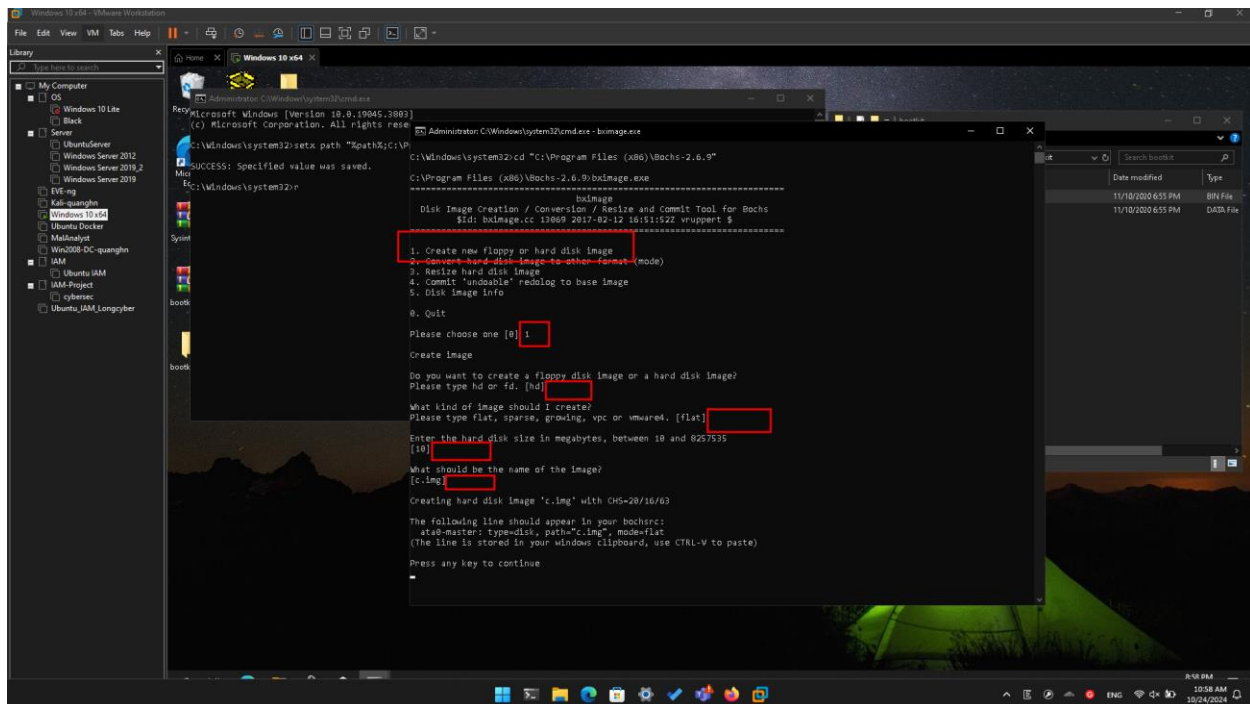 Windows 10 x64 - VMware Workstation
File Edit View VM Tabs Help
Library
Type here to search
My Computer
OS
Windows 10 Lite
Black
Server
UbuntuServer
Windows Server 2012
Windows Server 2019_2
Windows Server 2019
EVE-ng
Kali-quanghn
Windows 10 x64
Ubuntu Docker
MalAnalyst
Win2008-DC-quanghn
IAM
Ubuntu IAM
IAM-Project
cybersec
Ubuntu_IAM_Longcyber
Home
Windows 10 x64
Administrator: C:\Windows\system32\cmd.exe
Microsoft Windows [Version 10.0.19045.3803]
(c) Microsoft Corporation. All rights rese
C:\Windows\system32>setx path "%path%;C:\P
SUCCESS: Specified value was saved.
C:\Windows\system32>r
Administrator: C:\Windows\system32\cmd.exe - bximage.exe
C:\Windows\system32>cd "C:\Program Files (x86)\Bochs-2.6.9"
C:\Program Files (x86)\Bochs-2.6.9>bximage.exe
========================================================================
bximage
Disk Image Creation / Conversion / Resize and Commit Tool for Bochs
$Id: bximage.cc 13069 2017-02-12 16:51:52Z vruppert $
========================================================================
1. Create new floppy or hard disk image
2. Convert hard disk image to other format (mode)
3. Resize hard disk image
4. Commit 'undoable' redolog to base image
5. Disk image info
0. Quit
Please choose one [0] 1
Create image
Do you want to create a floppy disk image or a hard disk image?
Please type hd or fd. [hd]
What kind of image should I create?
Please type flat, sparse, growing, vpc or vmware4. [flat]
Enter the hard disk size in megabytes, between 10 and 8257535
[10]
What should be the name of the image?
[c.img]
Creating hard disk image 'c.img' with CHS=20/16/63
The following line should appear in your bochsrc:
ata0-master: type=disk, path="c.img", mode=flat
(The line is stored in your windows clipboard, use CTRL-V to paste)
Press any key to continue
Search bootkit
Date modified Type
11/10/2020 6:55 PM BIN File
11/10/2020 6:55 PM DATA File
8:58 PM
ENG
10:58 AM
10/24/2024